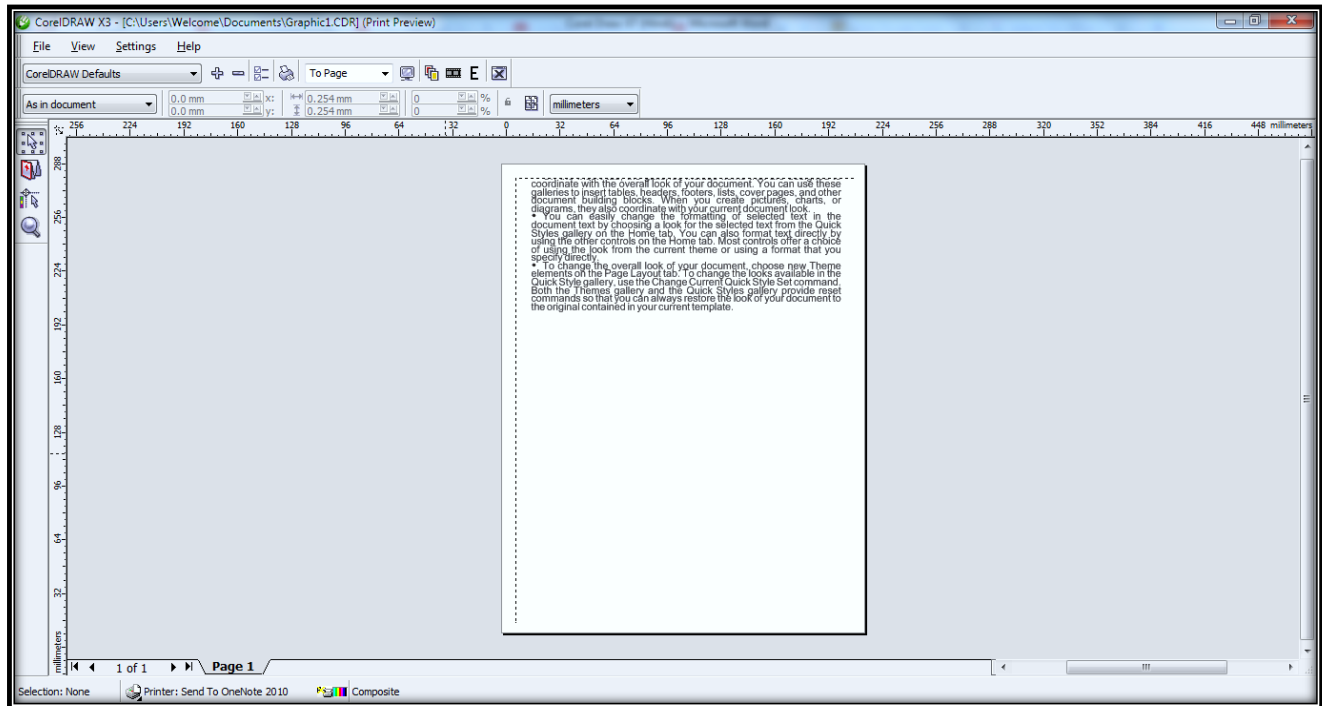 CorelDRAW X3 - [C:\Users\Welcome\Documents\Graphic1.CDR] (Print Preview)
File View Settings Help
CorelDRAW Defaults To Page E
As in document 0.0 mm x: 0.254 mm 0 % millimeters
0.0 mm y: 0.254 mm 0 %
256 224 192 160 128 96 64 32 0 32 64 96 128 160 192 224 256 288 320 352 384 416 448 millimeters
288
256
224
192
160
128
96
64
32
millimeters
coordinate with the overall look of your document. You can use these
galleries to insert tables, headers, footers, lists, cover pages, and other
document building blocks. When you create pictures, charts, or
diagrams, they also coordinate with your current document look.
• You can easily change the formatting of selected text in the
document text by choosing a look for the selected text from the Quick
Styles gallery on the Home tab. You can also format text directly by
using the other controls on the Home tab. Most controls offer a choice
of using the look from the current theme or using a format that you
specify directly.
• To change the overall look of your document, choose new Theme
elements on the Page Layout tab. To change the looks available in the
Quick Style gallery, use the Change Current Quick Style Set command.
Both the Themes gallery and the Quick Styles gallery provide reset
commands so that you can always restore the look of your document to
the original contained in your current template.
1 of 1 Page 1
Selection: None Printer: Send To OneNote 2010 Composite